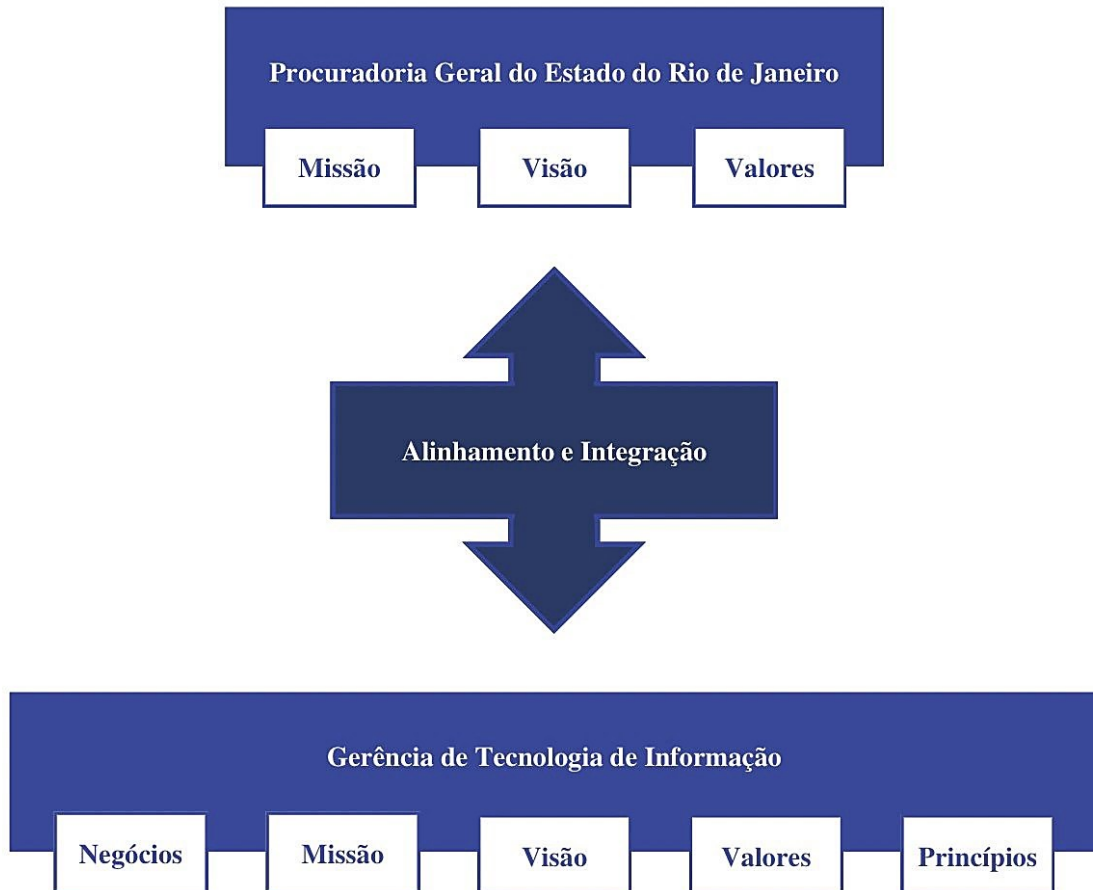 Procuradoria Geral do Estado do Rio de Janeiro
Missão
Visão
Valores
Alinhamento e Integração
Gerência de Tecnologia de Informação
Negócios
Missão
Visão
Valores
Princípios